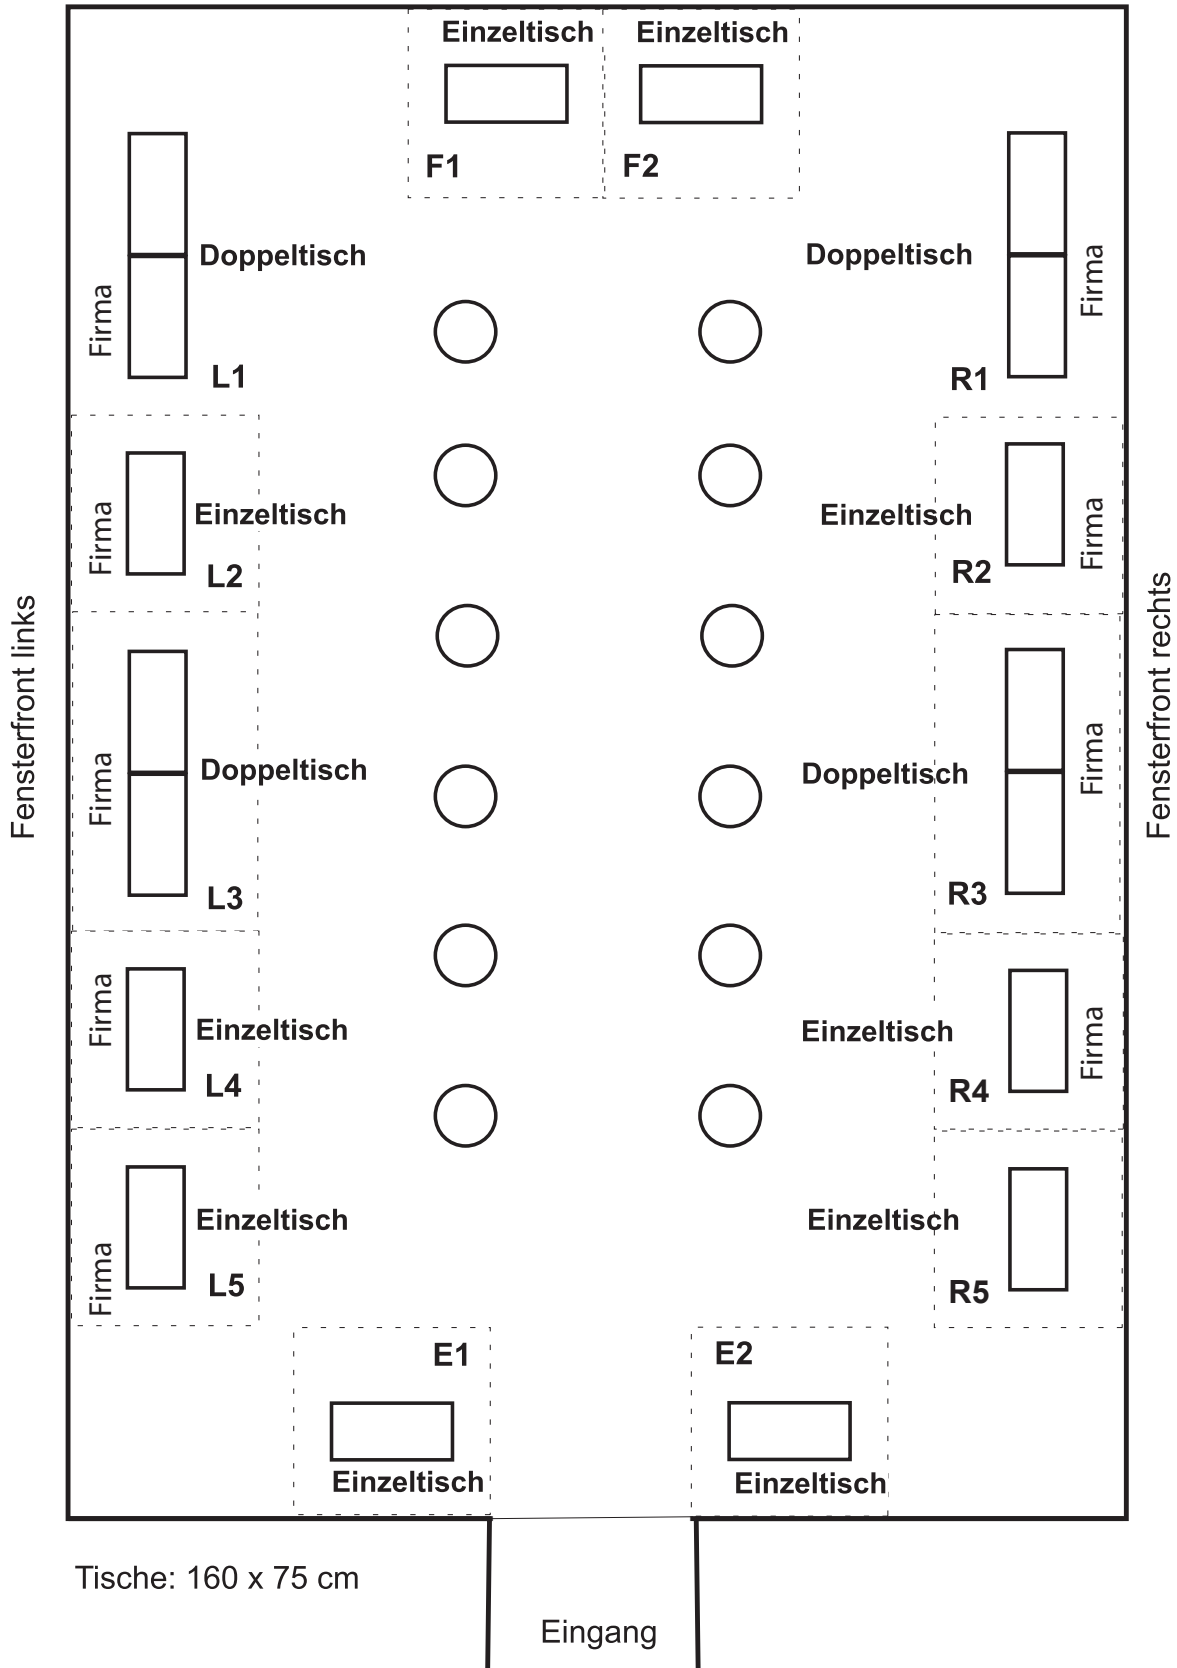 Einzeltisch Einzeltisch
F1 F2
Doppeltisch Doppeltisch
Firma Firma
L1 R1
Einzeltisch Einzeltisch
Firma Firma
L2 R2
Fensterfront links
Fensterfront rechts
Doppeltisch Doppeltisch
Firma Firma
L3 R3
Firma Firma
Einzeltisch Einzeltisch
L4 R4
Einzeltisch Einzeltisch
Firma
L5 R5
E1 E2
Einzeltisch Einzeltisch
Tische: 160 x 75 cm
Eingang